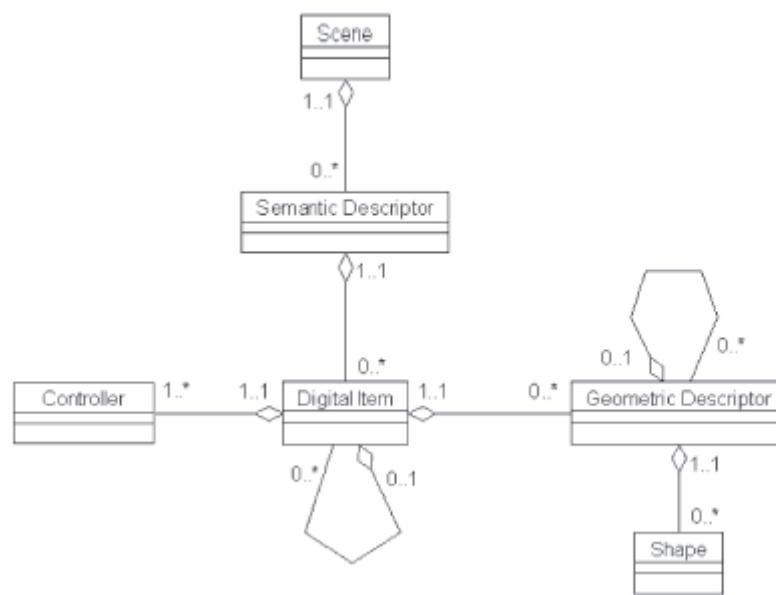 Scene
1..1
0..*
Semantic Descriptor
1..1
0..*
0..1
0..*
Controller
1..*
1..1
Digital Item
1..1
0..*
Geometric Descriptor
0..*
0..1
1..1
0..*
Shape